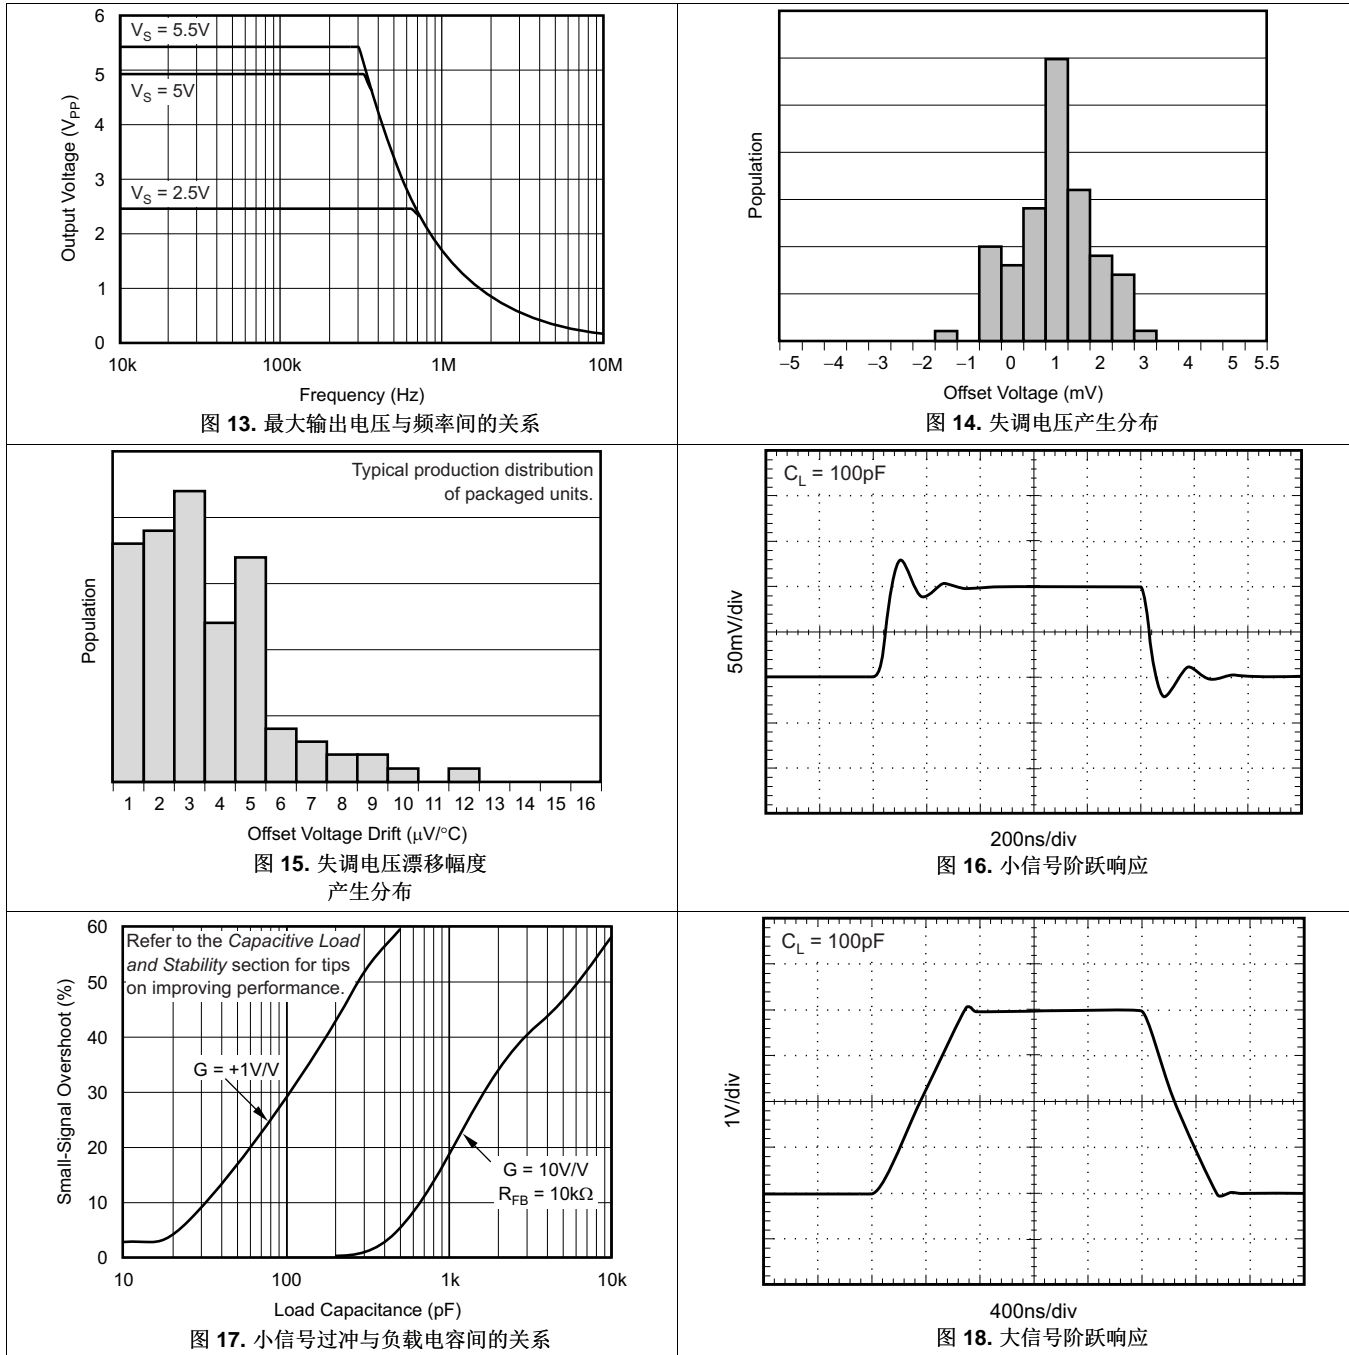 6
5
4
3
2
1
0
Output Voltage (V_PP)
V_S = 5.5V
V_S = 5V
V_S = 2.5V
10k 100k 1M 10M
Frequency (Hz)
图 13. 最大输出电压与频率间的关系
Population
–5 –4 –3 –2 –1 0 1 2 3 4 5 5.5
Offset Voltage (mV)
图 14. 失调电压产生分布
Typical production distribution
of packaged units.
Population
1 2 3 4 5 6 7 8 9 10 11 12 13 14 15 16
Offset Voltage Drift (μV/°C)
图 15. 失调电压漂移幅度
产生分布
C_L = 100pF
50mV/div
200ns/div
图 16. 小信号阶跃响应
60
50
40
30
20
10
0
Small-Signal Overshoot (%)
Refer to the Capacitive Load
and Stability section for tips
on improving performance.
G = +1V/V
G = 10V/V
R_FB = 10kΩ
10 100 1k 10k
Load Capacitance (pF)
图 17. 小信号过冲与负载电容间的关系
C_L = 100pF
1V/div
400ns/div
图 18. 大信号阶跃响应